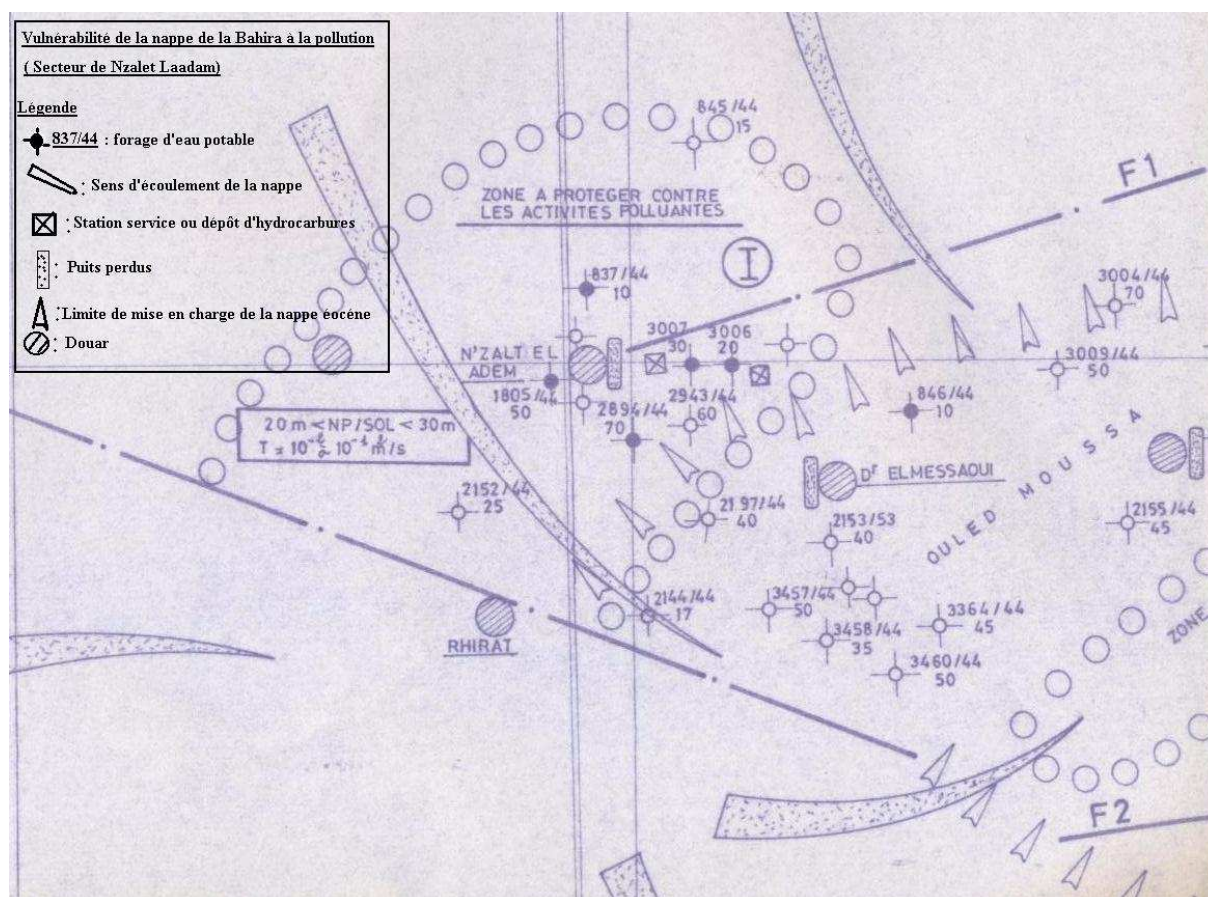 Vulnérabilité de la nappe de la Bahira à la pollution
( Secteur de Nzalet Laadam)
Légende
837/44 : forage d'eau potable
: Sens d'écoulement de la nappe
: Station service ou dépôt d'hydrocarbures
: Puits perdus
: Limite de mise en charge de la nappe éocène
: Douar
845/44
15
ZONE A PROTEGER CONTRE
LES ACTIVITES POLLUANTES
F1
I
837/44
10
3004/44
70
3007
30
3006
20
N'ZALT EL
ADEM
3009/44
50
1805/44
50
2943/44
60
846/44
10
2894/44
70
20m < NP/SOL < 30m
D^r ELMESSAOUI
OULED MOUSSA
2152/44
25
2197/44
40
2153/53
40
2155/44
45
2144/44
17
3457/44
50
3364/44
45
3458/44
35
RHIRAT
3460/44
50
ZONE
F2